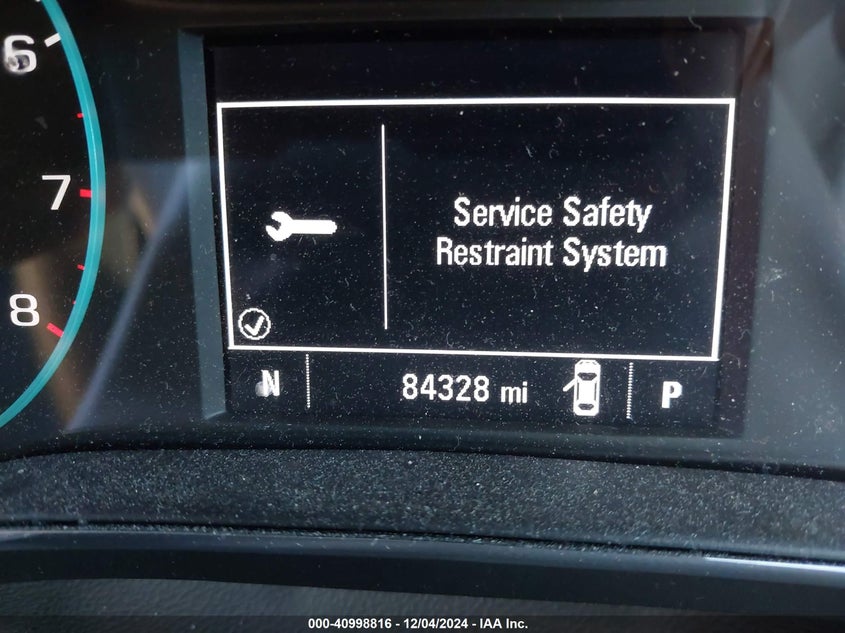 6
7
8
Service Safety
Restraint System
N 84328 mi P
000-40998816 - 12/04/2024 - IAA Inc.